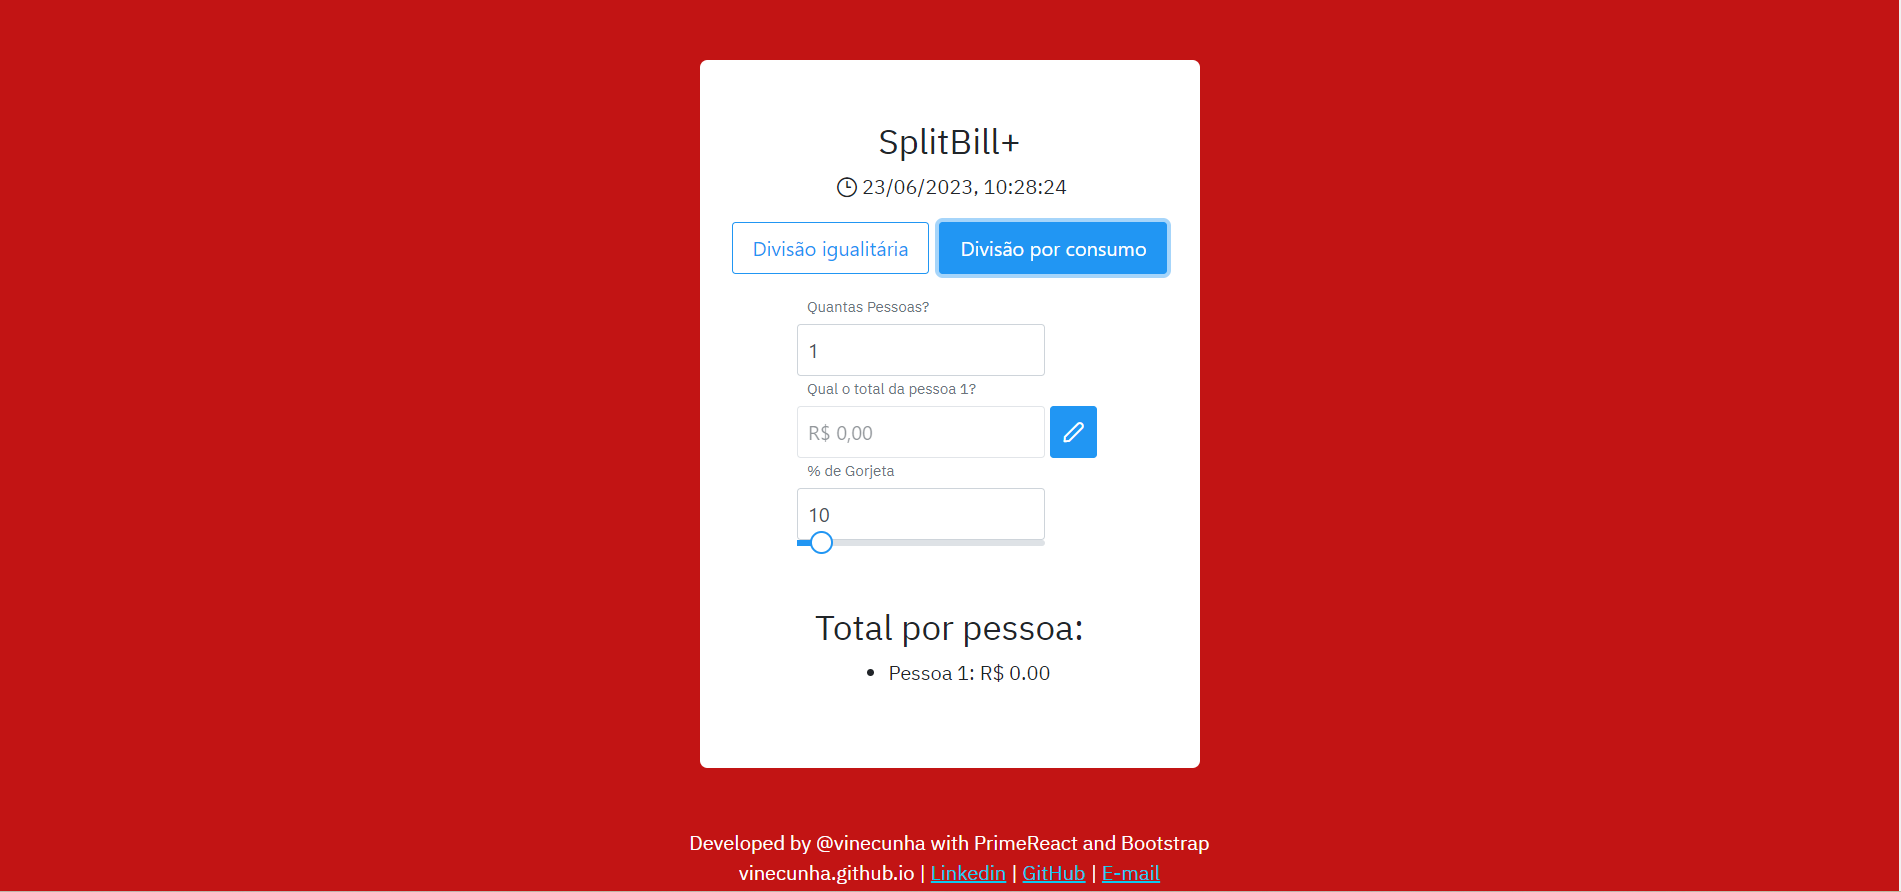 SplitBill+
23/06/2023, 10:28:24
Divisão igualitária Divisão por consumo
Quantas Pessoas?
1
Qual o total da pessoa 1?
R$ 0,00
% de Gorjeta
10
Total por pessoa:
• Pessoa 1: R$ 0.00
Developed by @vinecunha with PrimeReact and Bootstrap
vinecunha.github.io | Linkedin | GitHub | E-mail